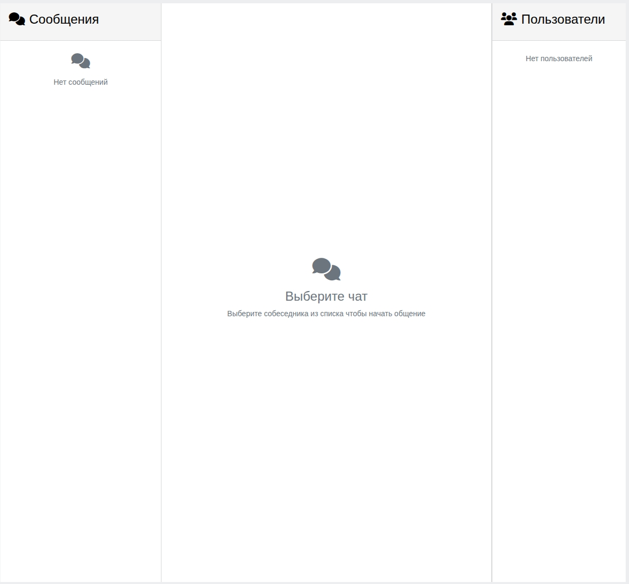 Сообщения
Нет сообщений
Выберите чат
Выберите собеседника из списка чтобы начать общение
Пользователи
Нет пользователей